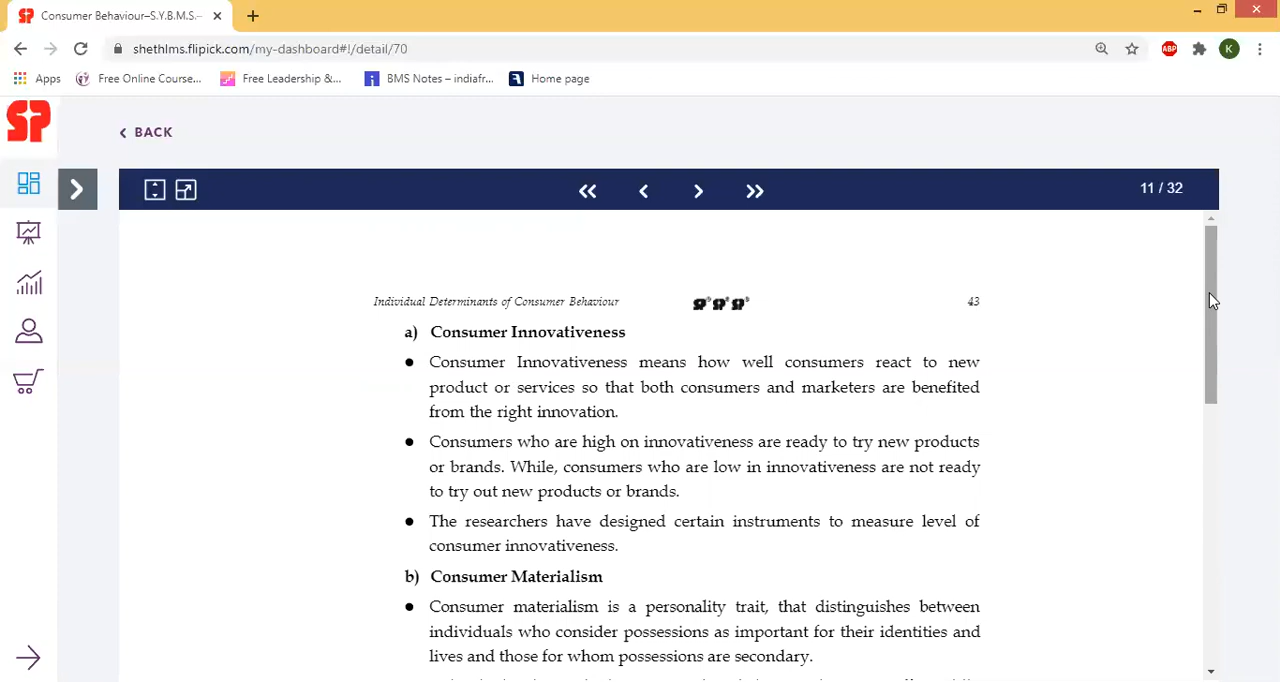 Consumer Behaviour–S.Y.B.M.S.–
shethlms.flipick.com/my-dashboard#!/detail/70
ABP
K
Apps
Free Online Course...
Free Leadership &...
BMS Notes – indiafr...
Home page
SP
BACK
11 / 32
Individual Determinants of Consumer Behaviour 43
a) Consumer Innovativeness
● Consumer Innovativeness means how well consumers react to new
product or services so that both consumers and marketers are benefited
from the right innovation.
● Consumers who are high on innovativeness are ready to try new products
or brands. While, consumers who are low in innovativeness are not ready
to try out new products or brands.
● The researchers have designed certain instruments to measure level of
consumer innovativeness.
b) Consumer Materialism
● Consumer materialism is a personality trait, that distinguishes between
individuals who consider possessions as important for their identities and
lives and those for whom possessions are secondary.